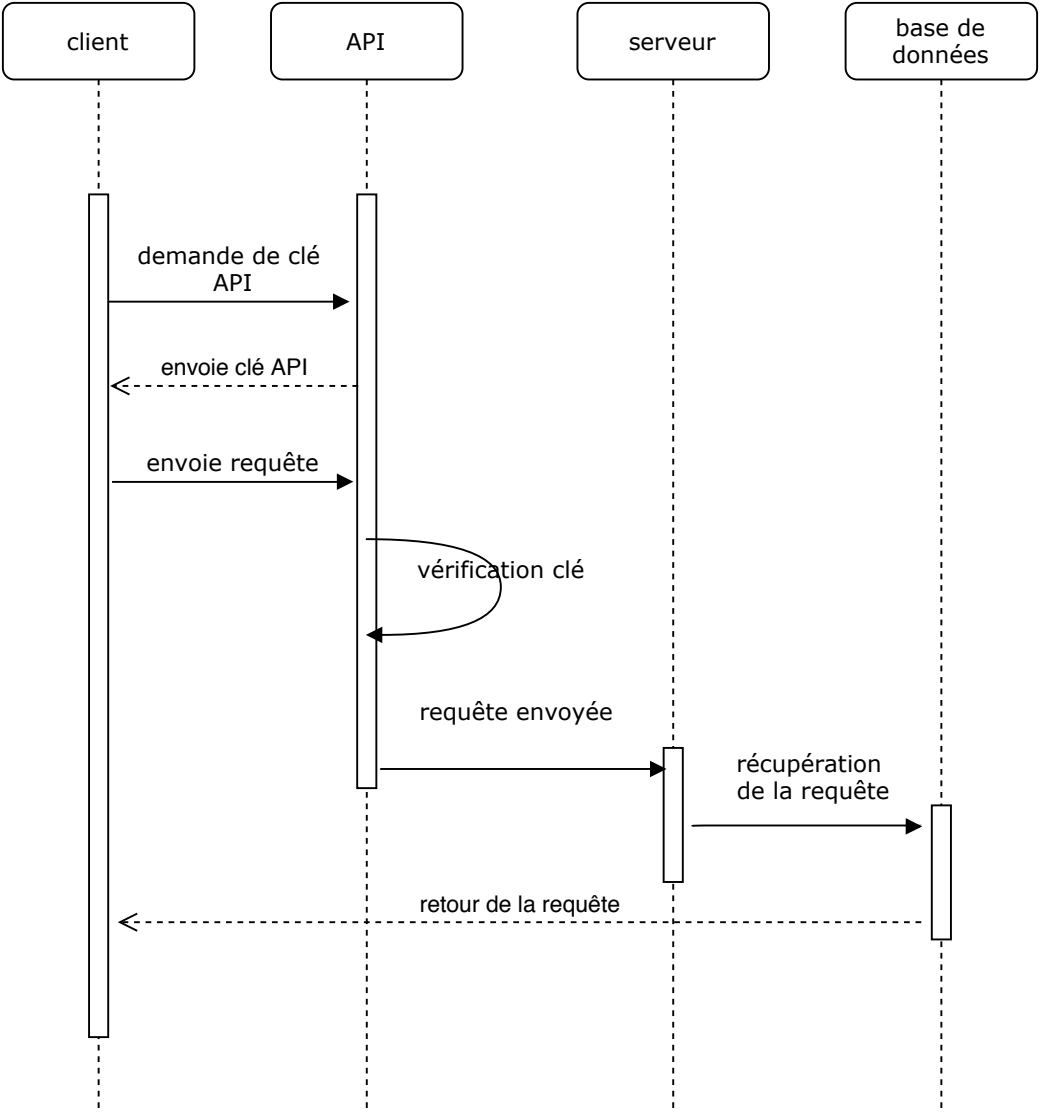 client
API
serveur
base de
données
demande de clé
API
envoie clé API
envoie requête
vérification clé
requête envoyée
récupération
de la requête
retour de la requête